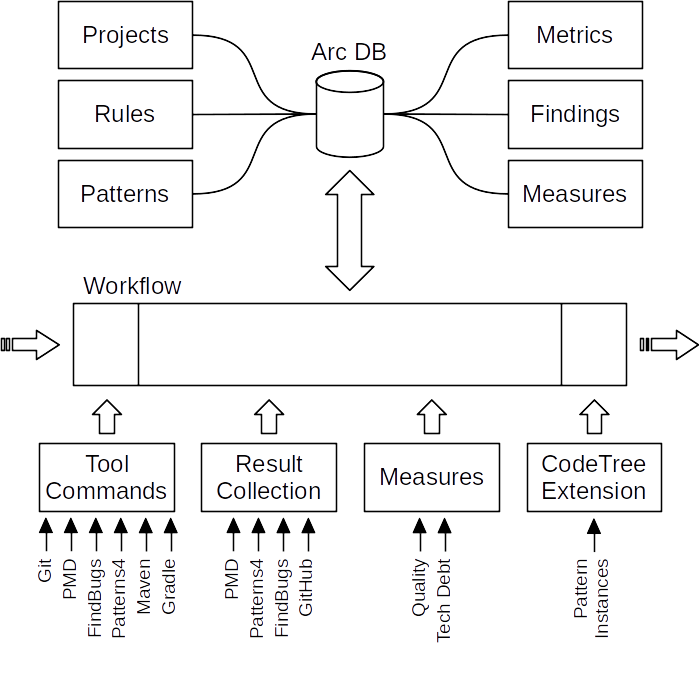 Projects
Arc DB
Metrics
Rules
Findings
Patterns
Measures
Workflow
Tool
Commands
Result
Collection
Measures
CodeTree
Extension
Git
PMD
FindBugs
Patterns4
Maven
Gradle
PMD
Patterns4
FindBugs
GitHub
Quality
Tech Debt
Pattern
Instances